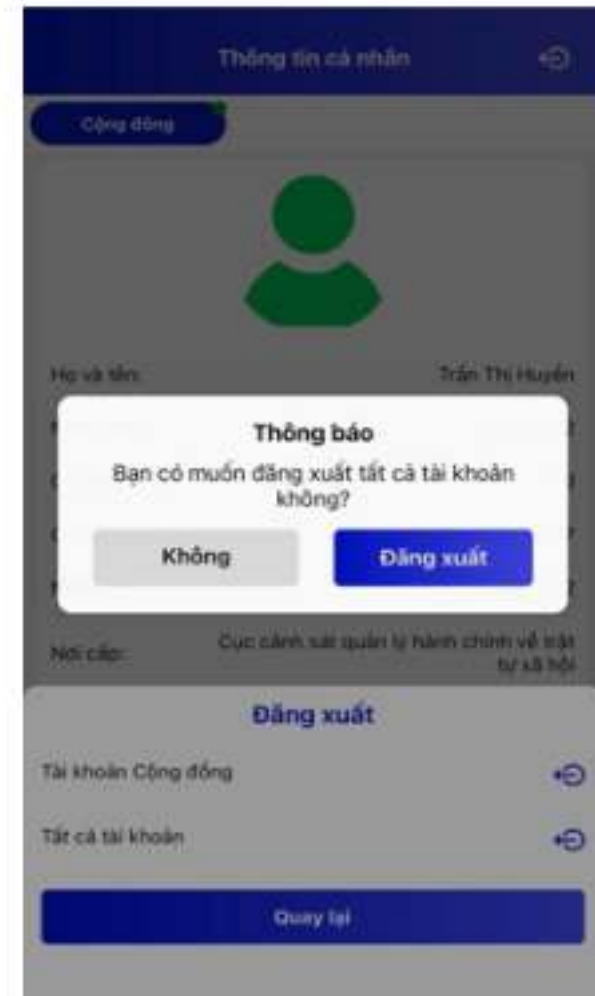 Thông tin cá nhân
Cộng đồng
Họ và tên:
Trần Thị Huyền
Thông báo
Bạn có muốn đăng xuất tất cả tài khoản
không?
Không
Đăng xuất
Nơi cấp:
Cục cảnh sát quản lý hành chính về trật
tự xã hội
Đăng xuất
Tài khoản Cộng đồng
Tất cả tài khoản
Quay lại